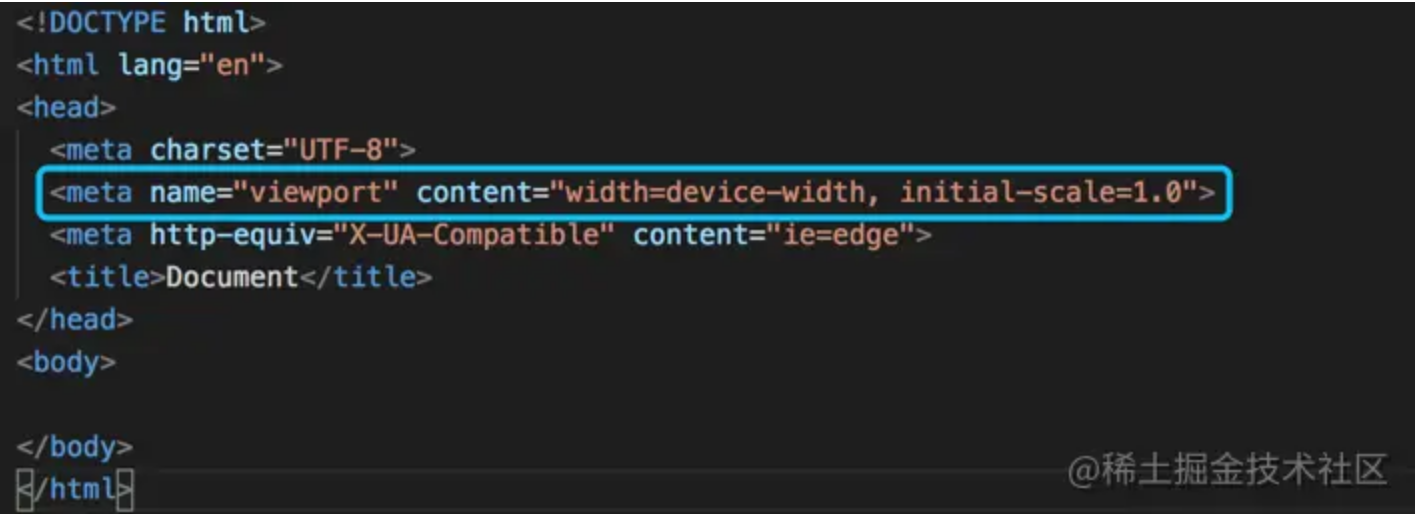 <!DOCTYPE html>
<html lang="en">
<head>
<meta charset="UTF-8">
<meta name="viewport" content="width=device-width, initial-scale=1.0">
<meta http-equiv="X-UA-Compatible" content="ie=edge">
<title>Document</title>
</head>
<body>
</body>
</html>
@稀土掘金技术社区